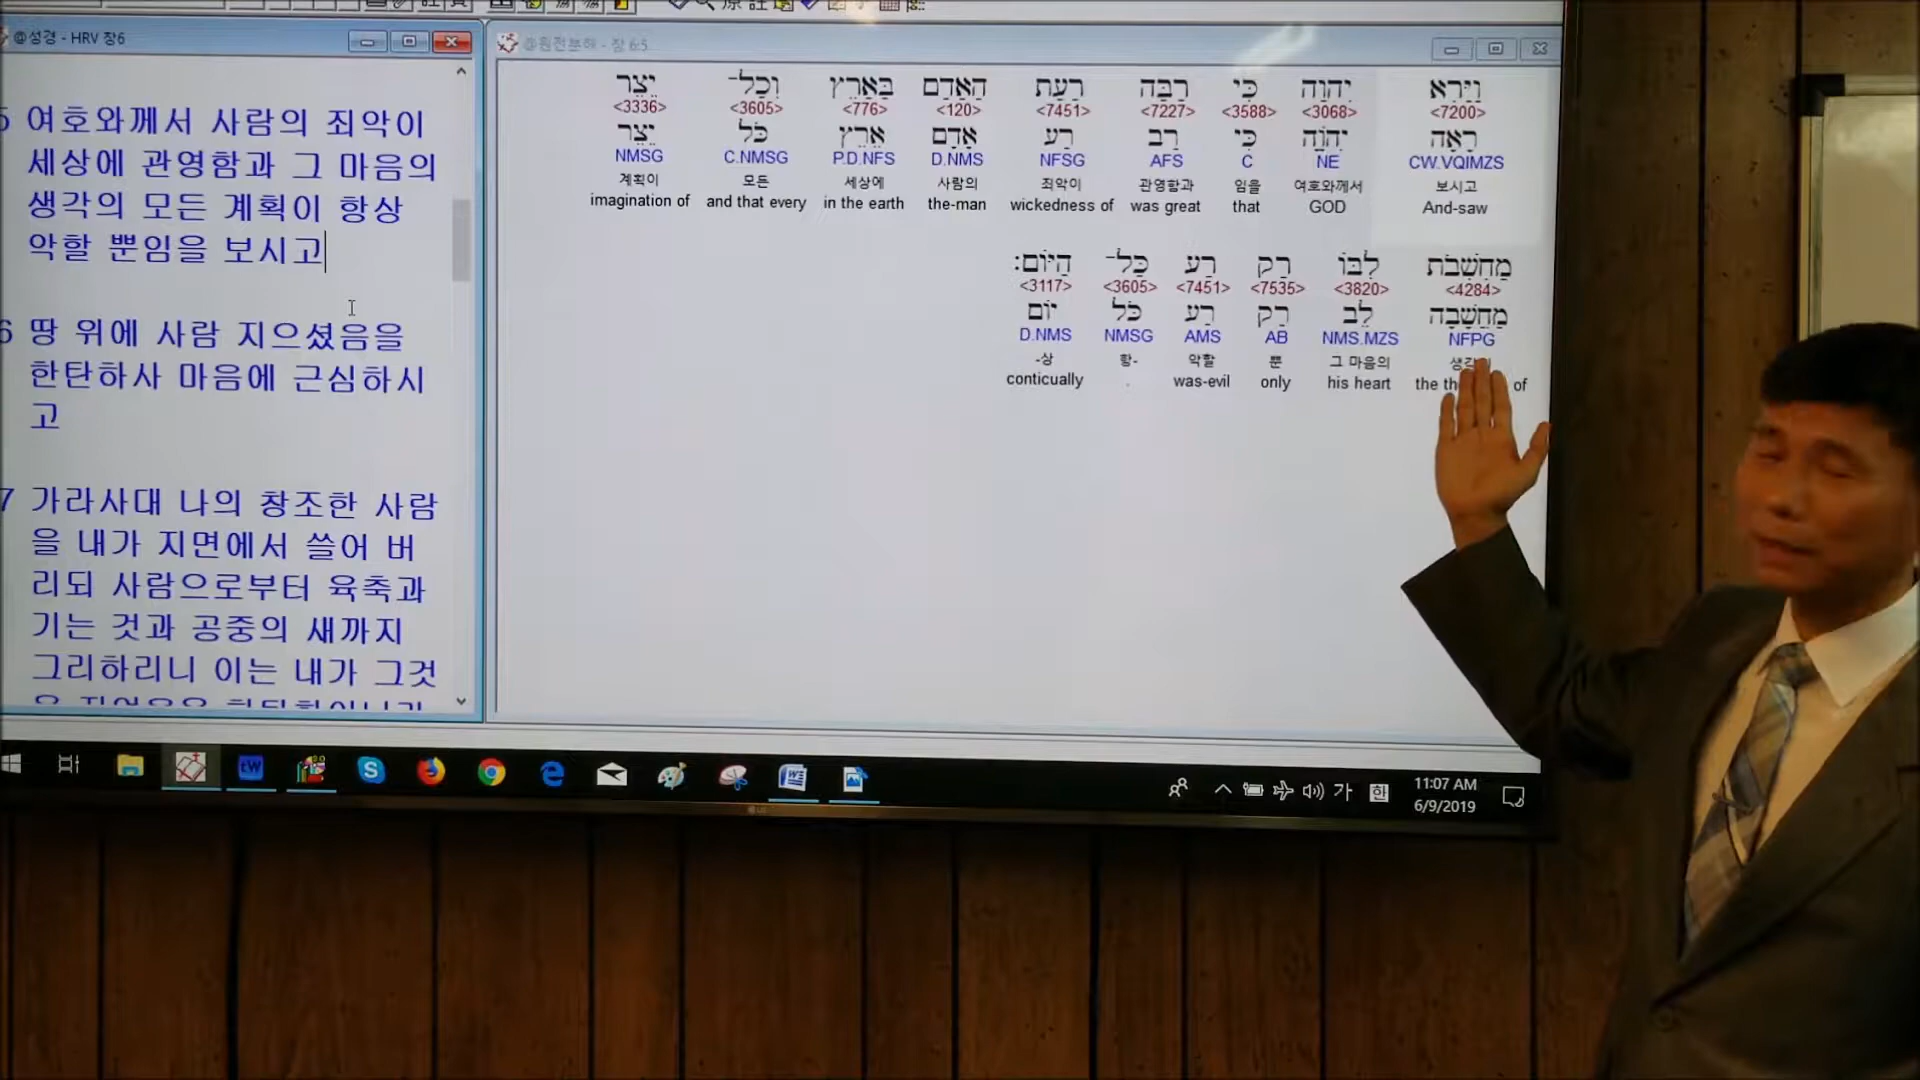 @성경 - HRV 창6
5 여호와께서 사람의 죄악이
세상에 관영함과 그 마음의
생각의 모든 계획이 항상
악할 뿐임을 보시고
6 땅 위에 사람 지으셨음을
한탄하사 마음에 근심하시
고
7 가라사대 나의 창조한 사람
을 내가 지면에서 쓸어 버
리되 사람으로부터 육축과
기는 것과 공중의 새까지
그리하리니 이는 내가 그것
@원전분해 - 창 6:5
וַיַּרְא יְהוָה כִּי רַבָּה רָעַת הָאָדָם בָּאָרֶץ וְכָל־ יֵצֶר
<7200> <3068> <3588> <7227> <7451> <120> <776> <3605> <3336>
רָאָה יְהוָה כִּי רַב רַע אָדָם אֶרֶץ כֹּל יֵצֶר
CW.VQIMZS NE C AFS NFSG D.NMS P.D.NFS C.NMSG NMSG
보시고 여호와께서 임을 관영함과 죄악이 사람의 세상에 모든 계획이
And-saw GOD that was great wickedness of the-man in the earth and that every imagination of
מַחְשְׁבֹת לִבּוֹ רַק רַע כָּל־ הַיּוֹם׃
<4284> <3820> <7535> <7451> <3605> <3117>
מַחֲשָׁבָה לֵב רַק רַע כֹּל יוֹם
NFPG NMS.MZS AB AMS NMSG D.NMS
그 마음의 뿐 악할 항- -상
the of his heart only was-evil . conticually
가 한 11:07 AM
6/9/2019